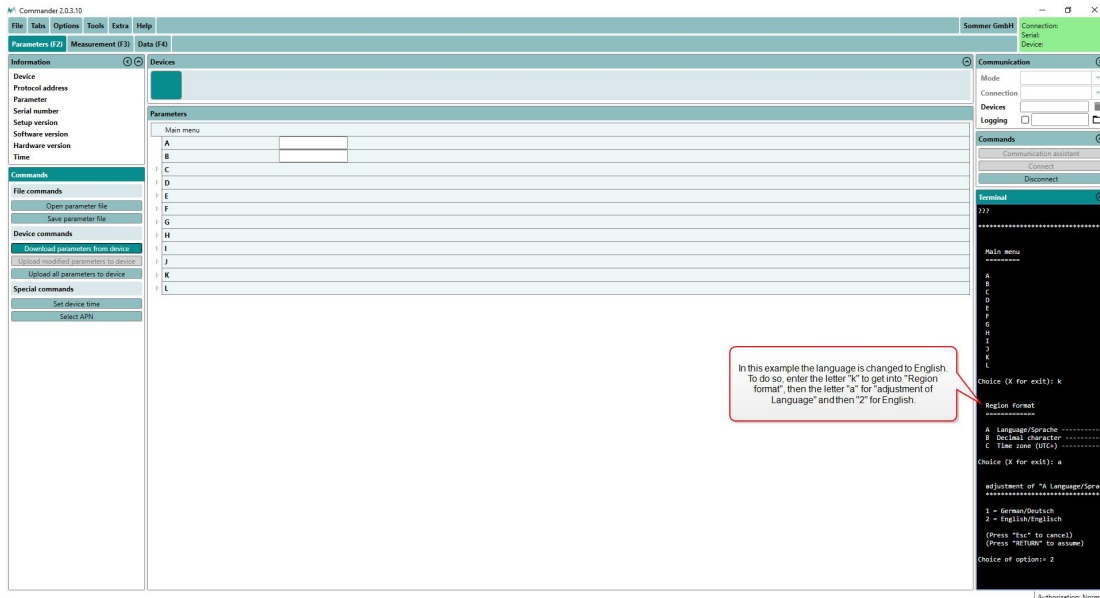 Commander 2.0.3.10
File Tabs Options Tools Extra Help
Sommer GmbH
Connection:
Serial:
Device:
Parameters (F2) Measurement (F3) Data (F4)
Information
Device
Protocol address
Parameter
Serial number
Setup version
Software version
Hardware version
Time
Commands
File commands
Open parameter file
Save parameter file
Device commands
Download parameters from device
Upload modified parameters to device
Upload all parameters to device
Special commands
Set device time
Select APN
Devices
Parameters
Main menu
A
B
C
D
E
F
G
H
I
J
K
L
In this example the language is changed to English.
To do so, enter the letter "k" to get into "Region
format", then the letter "a" for "adjustment of
Language" and then "2" for English.
Communication
Mode
Connection
Devices
Logging
Commands
Communication assistant
Connect
Disconnect
Terminal
???
*********************************
Main menu
=========
A
B
C
D
E
F
G
H
I
J
K
L
Choice (X for exit): k
Region format
=============
A Language/Sprache ----------
B Decimal character ---------
C Time zone (UTC+) ----------
Choice (X for exit): a
adjustment of "A Language/Spra
*******************************
1 = German/Deutsch
2 = English/Englisch
(Press "Esc" to cancel)
(Press "RETURN" to assume)
Choice of option:= 2
Authorization: Norm